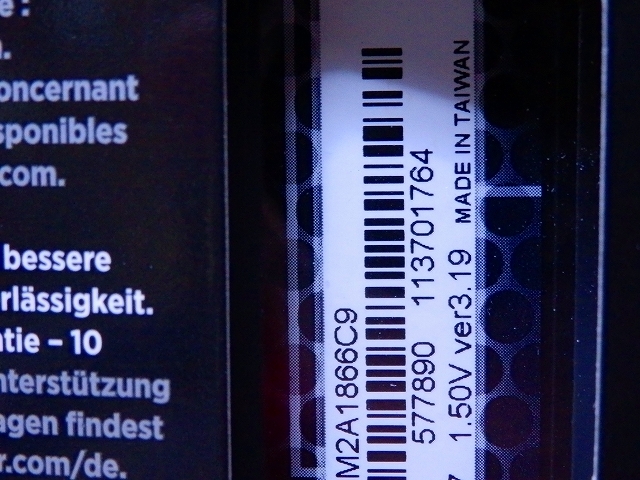 e:
.
oncernant
sponibles
com.
bessere
rlässigkeit.
tie – 10
nterstützung
agen findest
r.com/de.
M2A1866C9
577890 113701764
1.50V ver3.19 MADE IN TAIWAN